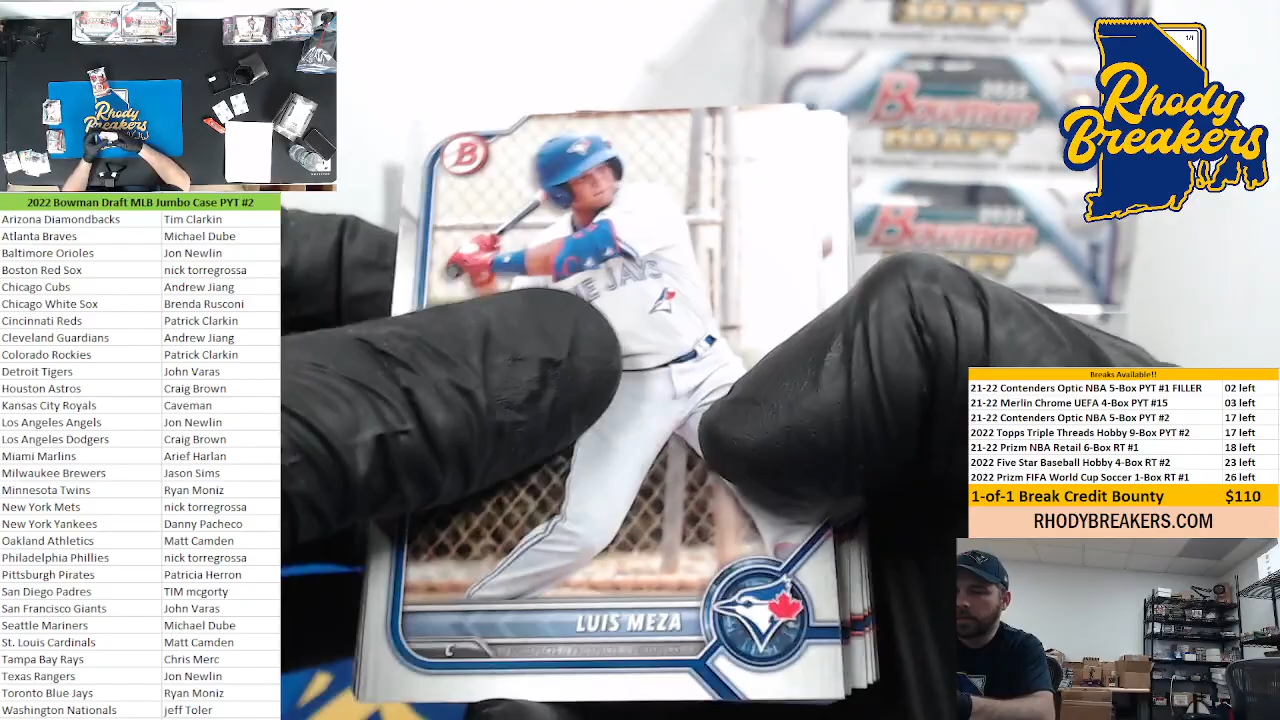 2022 Bowman Draft MLB Jumbo Case PYT #2
Arizona Diamondbacks Tim Clarkin
Atlanta Braves Michael Dube
Baltimore Orioles Jon Newlin
Boston Red Sox nick torregrossa
Chicago Cubs Andrew Jiang
Chicago White Sox Brenda Rusconi
Cincinnati Reds Patrick Clarkin
Cleveland Guardians Andrew Jiang
Colorado Rockies Patrick Clarkin
Detroit Tigers John Varas
Houston Astros Craig Brown
Kansas City Royals Caveman
Los Angeles Angels Jon Newlin
Los Angeles Dodgers Craig Brown
Miami Marlins Arief Harlan
Milwaukee Brewers Jason Sims
Minnesota Twins Ryan Moniz
New York Mets nick torregrossa
New York Yankees Danny Pacheco
Oakland Athletics Matt Camden
Philadelphia Phillies nick torregrossa
Pittsburgh Pirates Patricia Herron
San Diego Padres TIM mcgorty
San Francisco Giants John Varas
Seattle Mariners Michael Dube
St. Louis Cardinals Matt Camden
Tampa Bay Rays Chris Merc
Texas Rangers Jon Newlin
Toronto Blue Jays Ryan Moniz
Washington Nationals jeff Toler
Rhody
Breakers
B
E JAYS
LUIS MEZA
C
DRAFT
2022
Bowman
DRAFT
2022
Bowman
1/1
Rhody
Breakers
Breaks Available!!
21-22 Contenders Optic NBA 5-Box PYT #1 FILLER 02 left
21-22 Merlin Chrome UEFA 4-Box PYT #15 03 left
21-22 Contenders Optic NBA 5-Box PYT #2 17 left
2022 Topps Triple Threads Hobby 9-Box PYT #2 17 left
21-22 Prizm NBA Retail 6-Box RT #1 18 left
2022 Five Star Baseball Hobby 4-Box RT #2 23 left
2022 Prizm FIFA World Cup Soccer 1-Box RT #1 26 left
1-of-1 Break Credit Bounty $110
RHODYBREAKERS.COM